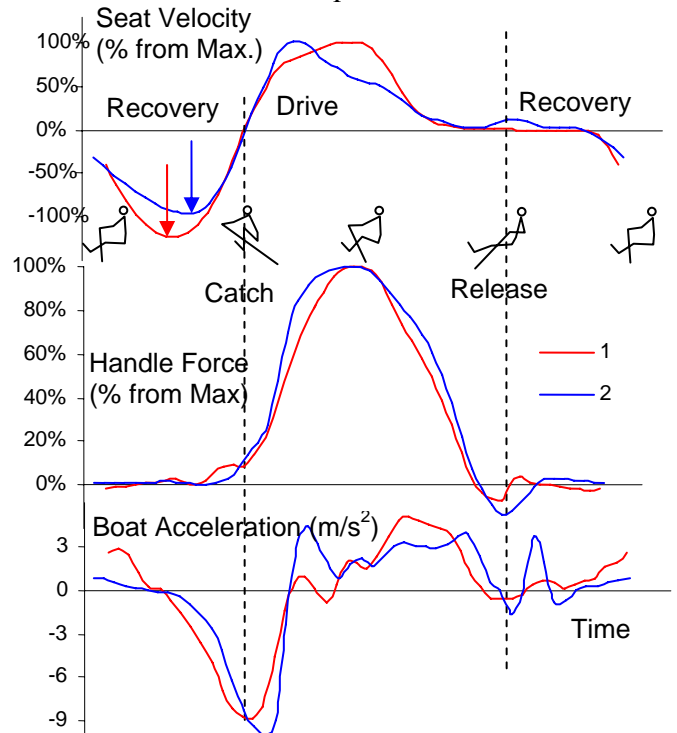 Seat Velocity
(% from Max.)
100%
50%
0%
-50%
-100%
Recovery
Drive
Recovery
Catch
Release
100%
80%
60%
40%
20%
0%
Handle Force
(% from Max)
1
2
Boat Acceleration (m/s²)
3
0
-3
-6
-9
Time